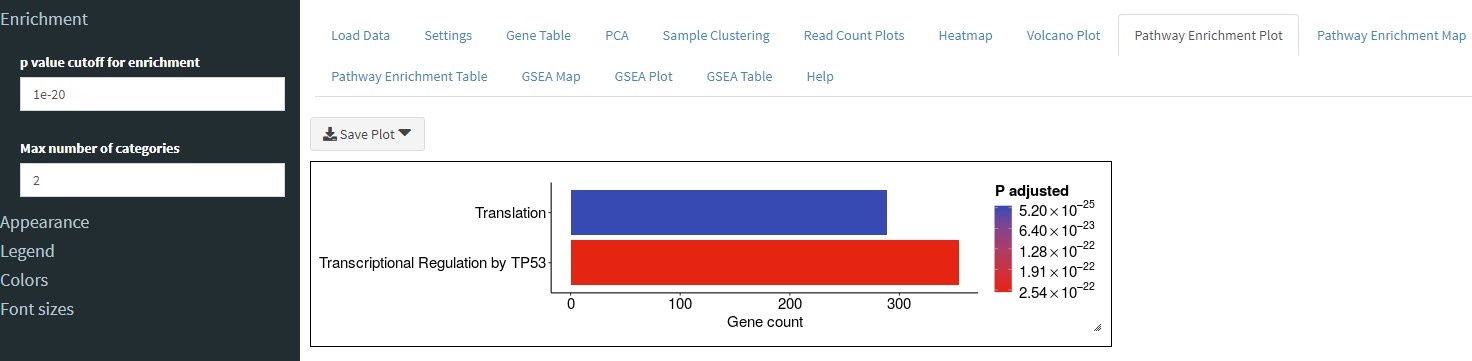 Enrichment
p value cutoff for enrichment
1e-20
Max number of categories
2
Appearance
Legend
Colors
Font sizes
Load Data Settings Gene Table PCA Sample Clustering Read Count Plots Heatmap Volcano Plot Pathway Enrichment Plot Pathway Enrichment Map
Pathway Enrichment Table GSEA Map GSEA Plot GSEA Table Help
Save Plot
Translation
Transcriptional Regulation by TP53
0 100 200 300
Gene count
P adjusted
5.20 × 10⁻²⁵
6.40 × 10⁻²³
1.28 × 10⁻²²
1.91 × 10⁻²²
2.54 × 10⁻²²